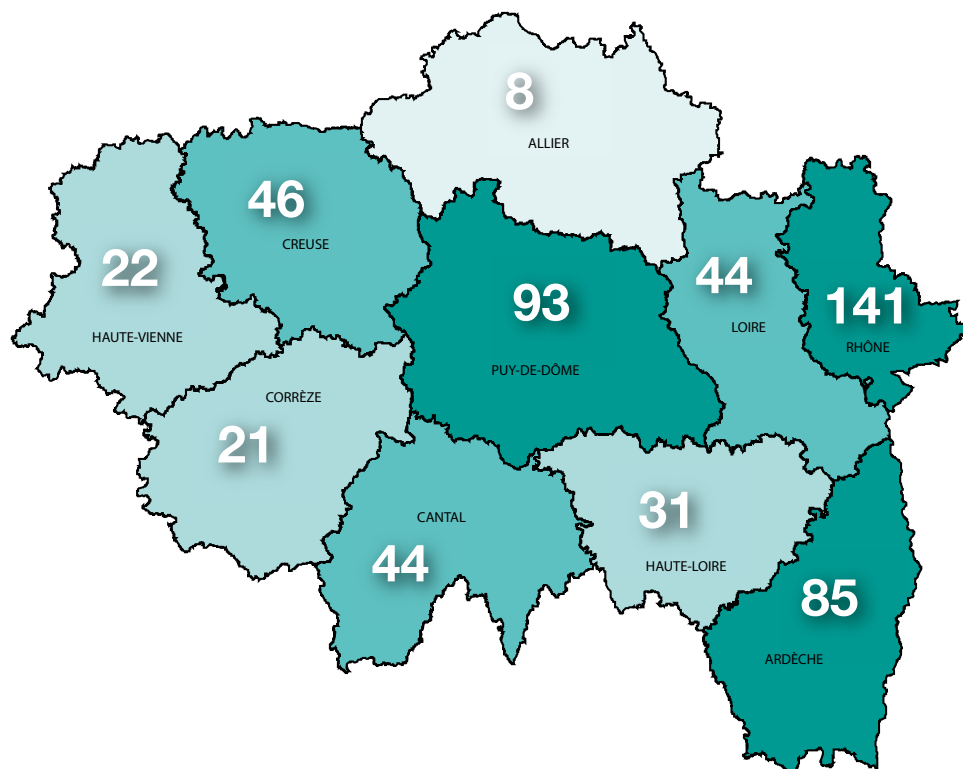 8
ALLIER
46
CREUSE
22
HAUTE-VIENNE
93
PUY-DE-DÔME
44
LOIRE
141
RHÔNE
CORRÈZE
21
CANTAL
44
31
HAUTE-LOIRE
85
ARDÈCHE